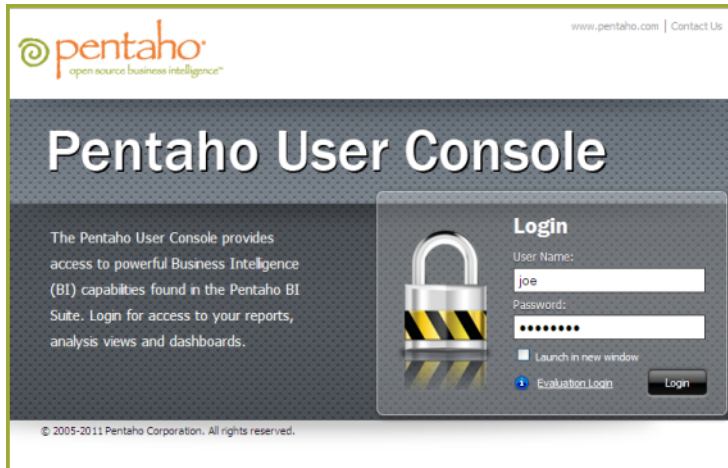 www.pentaho.com | Contact Us
pentaho
open source business intelligence™
Pentaho User Console
The Pentaho User Console provides
access to powerful Business Intelligence
(BI) capabilities found in the Pentaho BI
Suite. Login for access to your reports,
analysis views and dashboards.
Login
User Name:
joe
Password:
••••••••
Launch in new window
Evaluation Login
Login
© 2005-2011 Pentaho Corporation. All rights reserved.